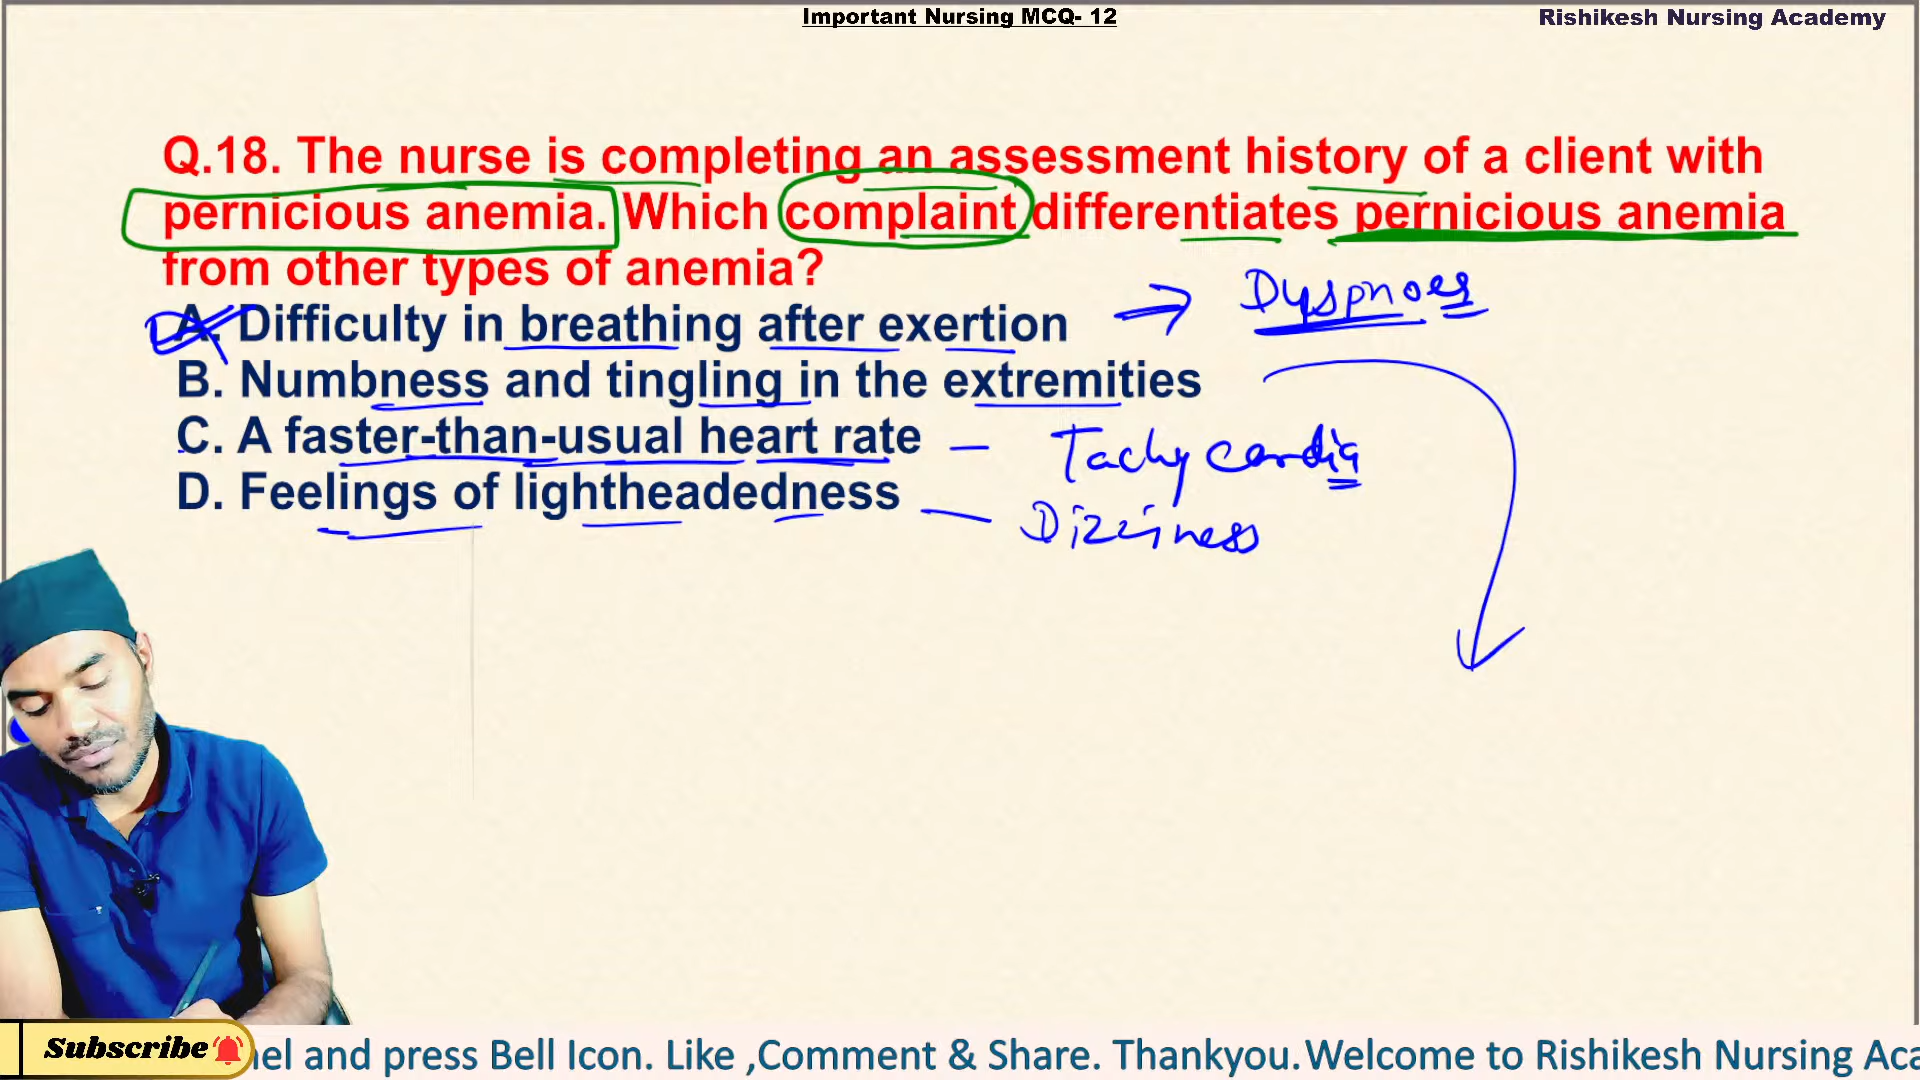 Important Nursing MCQ- 12
Rishikesh Nursing Academy
Q.18. The nurse is completing an assessment history of a client with
pernicious anemia. Which complaint differentiates pernicious anemia
from other types of anemia?
A. Difficulty in breathing after exertion → Dyspnoes
B. Numbness and tingling in the extremities
C. A faster-than-usual heart rate – Tachycardia
D. Feelings of lightheadedness – Dizziness
Subscribe
nel and press Bell Icon. Like ,Comment & Share. Thankyou.Welcome to Rishikesh Nursing Aca